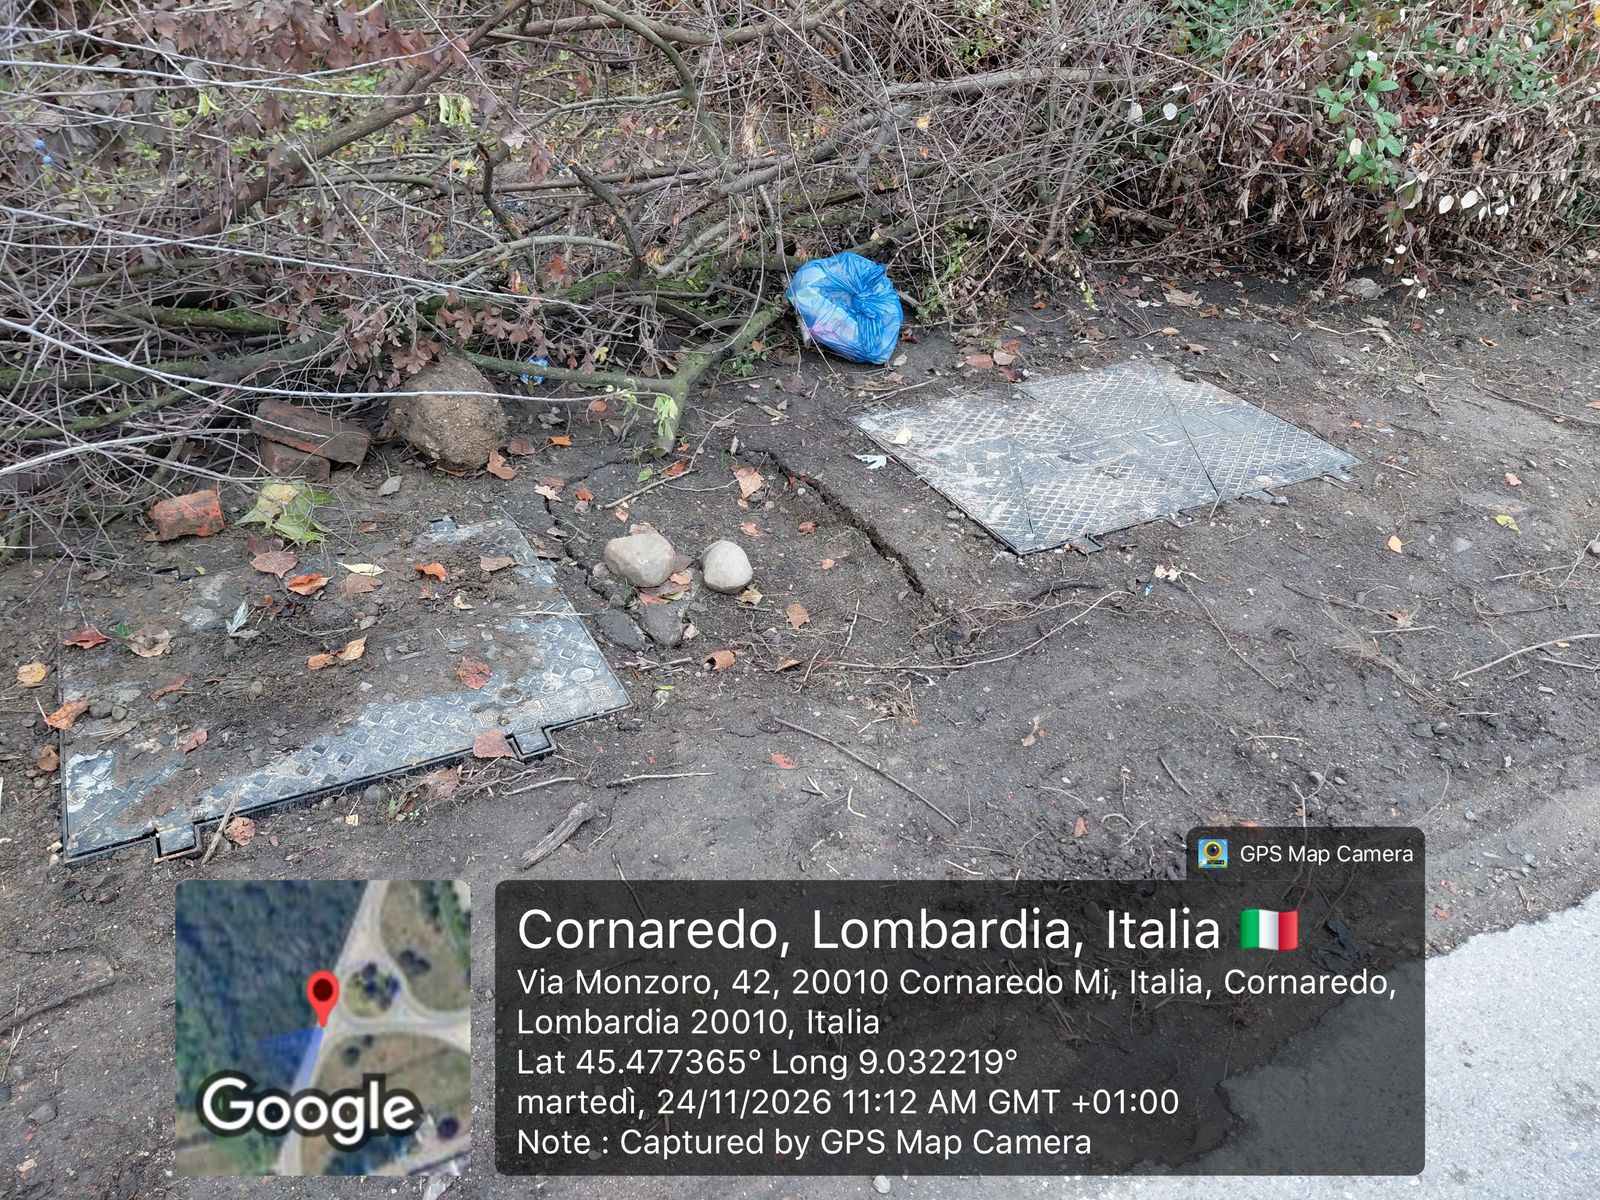 GPS Map Camera
Cornaredo, Lombardia, Italia 🇮🇹
Via Monzoro, 42, 20010 Cornaredo Mi, Italia, Cornaredo,
Lombardia 20010, Italia
Lat 45.477365° Long 9.032219°
martedì, 24/11/2026 11:12 AM GMT +01:00
Note : Captured by GPS Map Camera
Google